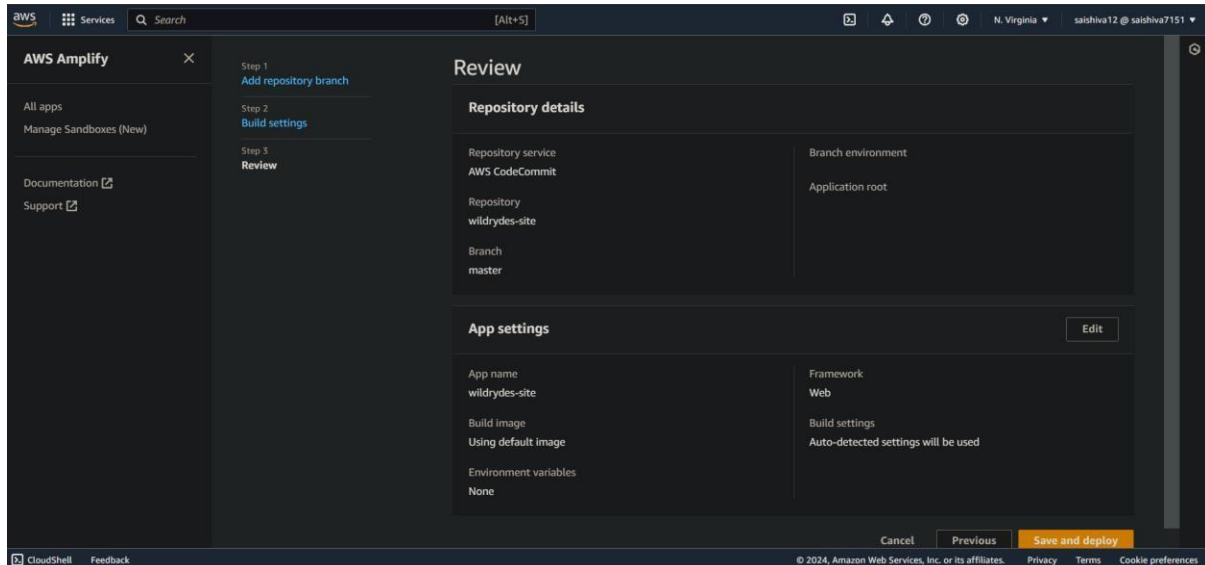 aws
Services
Search
[Alt+S]
N. Virginia
saishiva12 @ saishiva7151
AWS Amplify
All apps
Manage Sandboxes (New)
Documentation
Support
Step 1
Add repository branch
Step 2
Build settings
Step 3
Review
Review
Repository details
Repository service
AWS CodeCommit
Repository
wildrydes-site
Branch
master
Branch environment
Application root
App settings
Edit
App name
wildrydes-site
Build image
Using default image
Environment variables
None
Framework
Web
Build settings
Auto-detected settings will be used
Cancel
Previous
Save and deploy
CloudShell
Feedback
© 2024, Amazon Web Services, Inc. or its affiliates.
Privacy
Terms
Cookie preferences